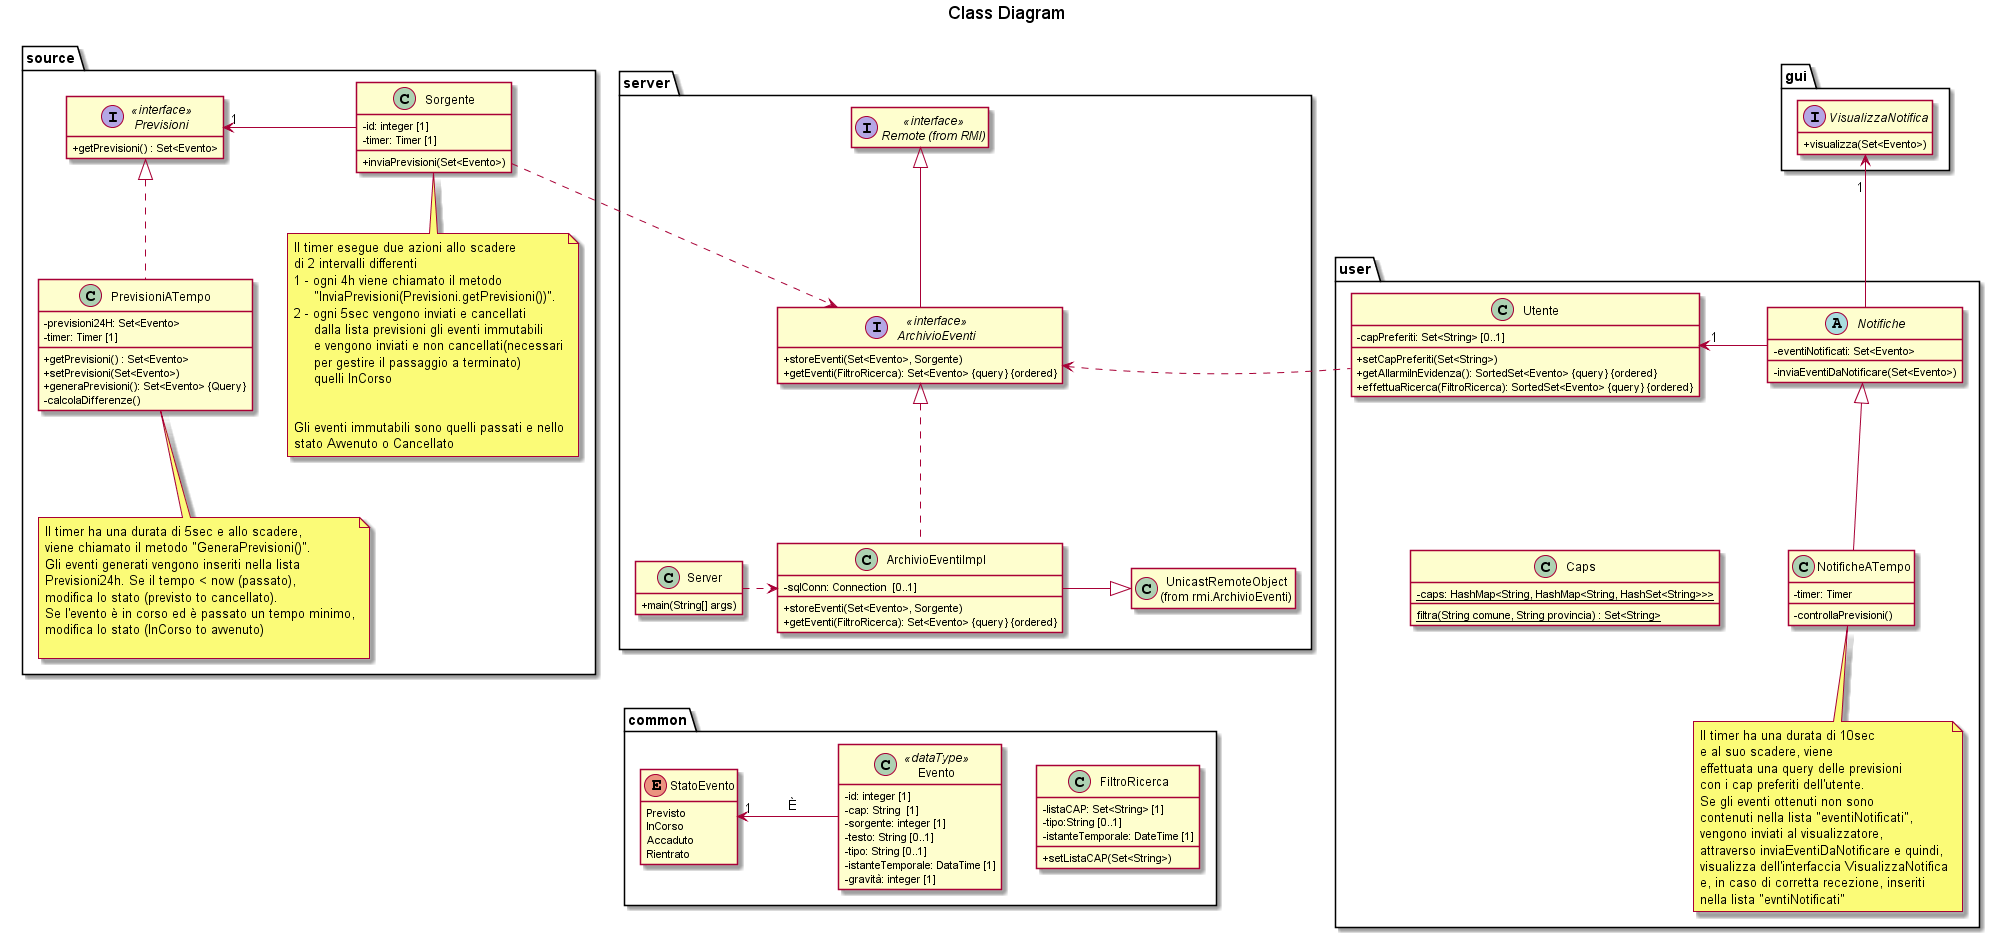 Class Diagram
source
«interface»
Previsioni
+getPrevisioni() : Set<Evento>
1
Sorgente
-id: integer [1]
-timer: Timer [1]
+inviaPrevisioni(Set<Evento>)
Il timer esegue due azioni allo scadere
di 2 intervalli differenti
1 - ogni 4h viene chiamato il metodo
"InviaPrevisioni(Previsioni.getPrevisioni())".
2 - ogni 5sec vengono inviati e cancellati
dalla lista previsioni gli eventi immutabili
e vengono inviati e non cancellati(necessari
per gestire il passaggio a terminato)
quelli InCorso
Gli eventi immutabili sono quelli passati e nello
stato Avvenuto o Cancellato
PrevisioniATempo
-previsioni24H: Set<Evento>
-timer: Timer [1]
+getPrevisioni() : Set<Evento>
+setPrevisioni(Set<Evento>)
+generaPrevisioni(): Set<Evento> {Query}
-calcolaDifferenze()
Il timer ha una durata di 5sec e allo scadere,
viene chiamato il metodo "GeneraPrevisioni()".
Gli eventi generati vengono inseriti nella lista
Previsioni24h. Se il tempo < now (passato),
modifica lo stato (previsto to cancellato).
Se l'evento è in corso ed è passato un tempo minimo,
modifica lo stato (InCorso to avvenuto)
server
«interface»
Remote (from RMI)
«interface»
ArchivioEventi
+storeEventi(Set<Evento>, Sorgente)
+getEventi(FiltroRicerca): Set<Evento> {query} {ordered}
Server
+main(String[] args)
ArchivioEventiImpl
-sqlConn: Connection  [0..1]
+storeEventi(Set<Evento>, Sorgente)
+getEventi(FiltroRicerca): Set<Evento> {query} {ordered}
UnicastRemoteObject
(from rmi.ArchivioEventi)
common
StatoEvento
Previsto
InCorso
Accaduto
Rientrato
1
È
«dataType»
Evento
-id: integer [1]
-cap: String  [1]
-sorgente: integer [1]
-testo: String [0..1]
-tipo: String [0..1]
-istanteTemporale: DataTime [1]
-gravità: integer [1]
FiltroRicerca
-listaCAP: Set<String> [1]
-tipo:String [0..1]
-istanteTemporale: DateTime [1]
+setListaCAP(Set<String>)
gui
VisualizzaNotifica
+visualizza(Set<Evento>)
1
user
Utente
-capPreferiti: Set<String> [0..1]
+setCapPreferiti(Set<String>)
+getAllarmiInEvidenza(): SortedSet<Evento> {query} {ordered}
+effettuaRicerca(FiltroRicerca): SortedSet<Evento> {query} {ordered}
1
Notifiche
-eventiNotificati: Set<Evento>
-inviaEventiDaNotificare(Set<Evento>)
Caps
-caps: HashMap<String, HashMap<String, HashSet<String>>>
filtra(String comune, String provincia) : Set<String>
NotificheATempo
-timer: Timer
-controllaPrevisioni()
Il timer ha una durata di 10sec
e al suo scadere, viene
effettuata una query delle previsioni
con i cap preferiti dell'utente.
Se gli eventi ottenuti non sono
contenuti nella lista "eventiNotificati",
vengono inviati al visualizzatore,
attraverso inviaEventiDaNotificare e quindi,
visualizza dell'interfaccia VisualizzaNotifica
e, in caso di corretta recezione, inseriti
nella lista "evntiNotificati"